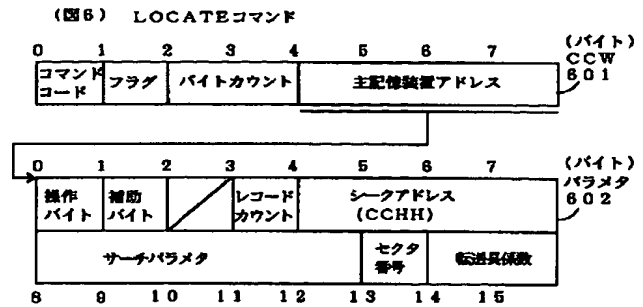 (図6) LOCATEコマンド
0 1 2 3 4 5 6 7 (バイト)
コマンドコード フラグ バイトカウント 主記憶装置アドレス CCW 601
0 1 2 3 4 5 6 7 (バイト)
操作バイト 補助バイト レコードカウント シークアドレス (CCHH) パラメタ 602
サーチパラメタ セクタ番号 転送長係数
8 9 10 11 12 13 14 15